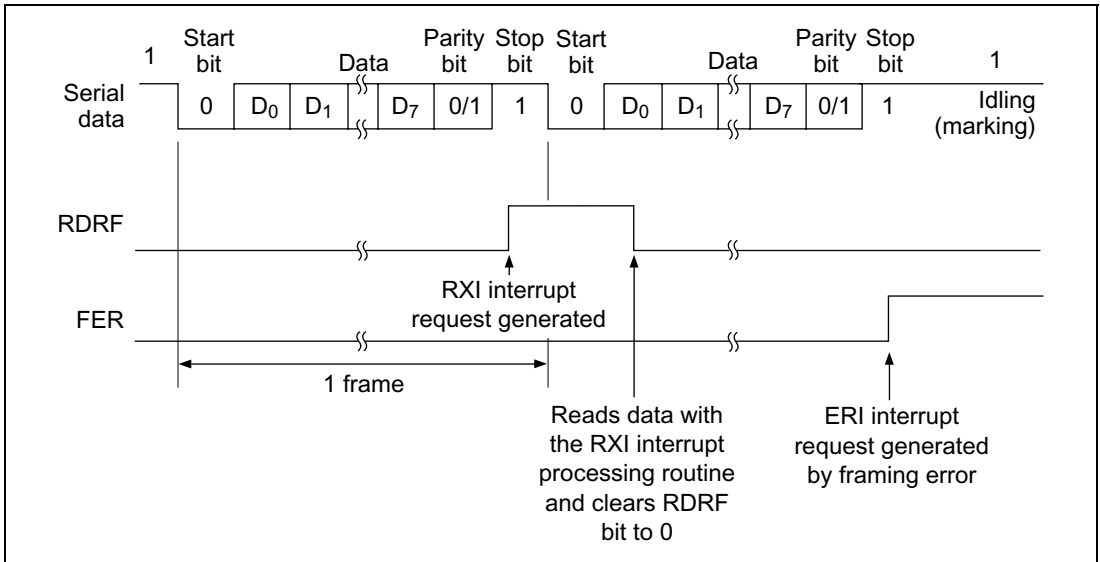 1
Start bit
Data
Parity bit
Stop bit
Start bit
Data
Parity bit
Stop bit
1
Serial data
0 D0 D1 D7 0/1 1 0 D0 D1 D7 0/1 1
Idling (marking)
RDRF
RXI interrupt
request generated
FER
1 frame
Reads data with
the RXI interrupt
processing routine
and clears RDRF
bit to 0
ERI interrupt
request generated
by framing error